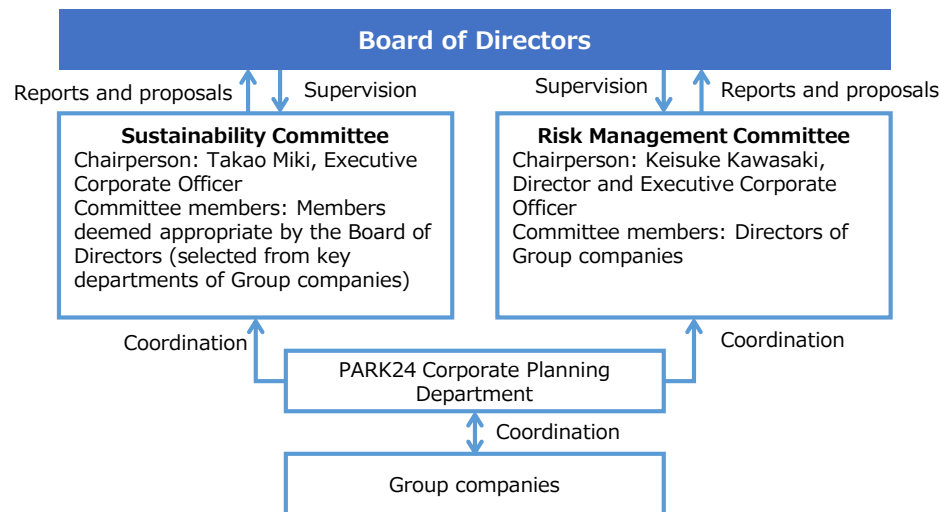 Board of Directors
Reports and proposals
Supervision
Supervision
Reports and proposals
Sustainability Committee
Chairperson: Takao Miki, Executive
Corporate Officer
Committee members: Members
deemed appropriate by the Board of
Directors (selected from key
departments of Group companies)
Risk Management Committee
Chairperson: Keisuke Kawasaki,
Director and Executive Corporate
Officer
Committee members: Directors of
Group companies
Coordination
Coordination
PARK24 Corporate Planning
Department
Coordination
Group companies